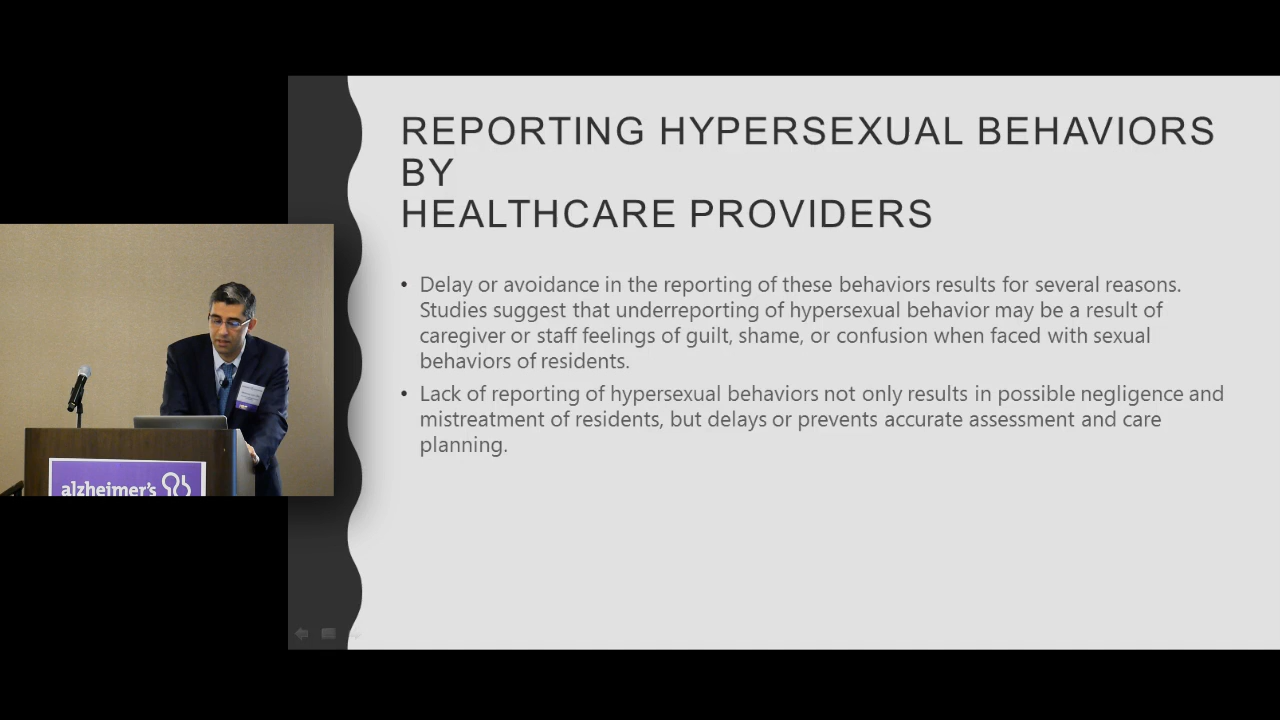 REPORTING HYPERSEXUAL BEHAVIORS
BY
HEALTHCARE PROVIDERS
• Delay or avoidance in the reporting of these behaviors results for several reasons.
Studies suggest that underreporting of hypersexual behavior may be a result of
caregiver or staff feelings of guilt, shame, or confusion when faced with sexual
behaviors of residents.
• Lack of reporting of hypersexual behaviors not only results in possible negligence and
mistreatment of residents, but delays or prevents accurate assessment and care
planning.
alzheimer's